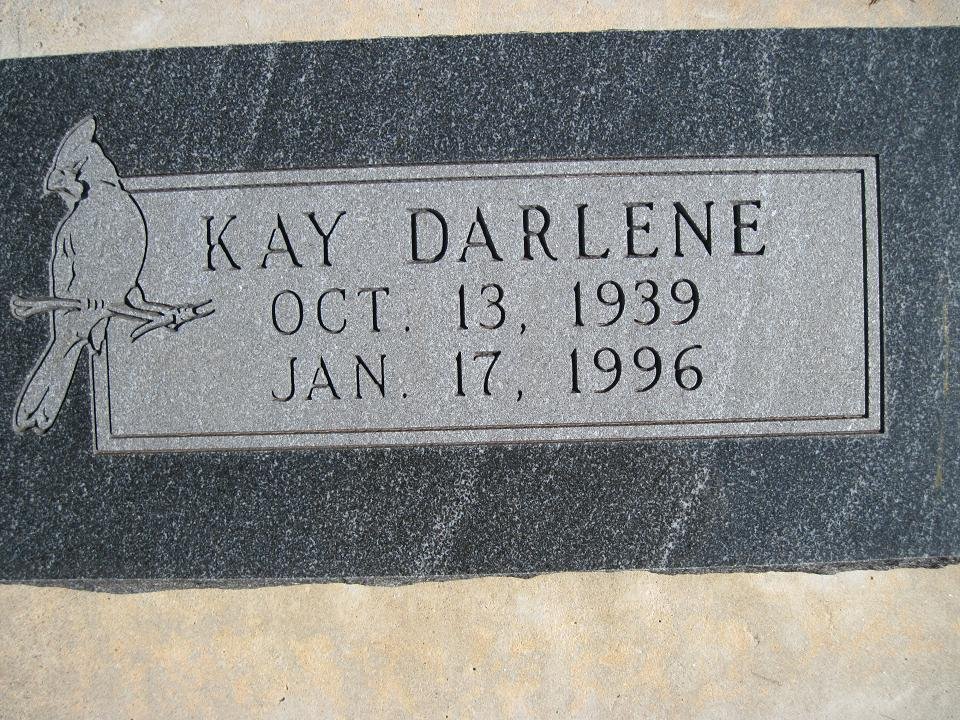 KAY DARLENE
OCT. 13, 1939
JAN. 17, 1996